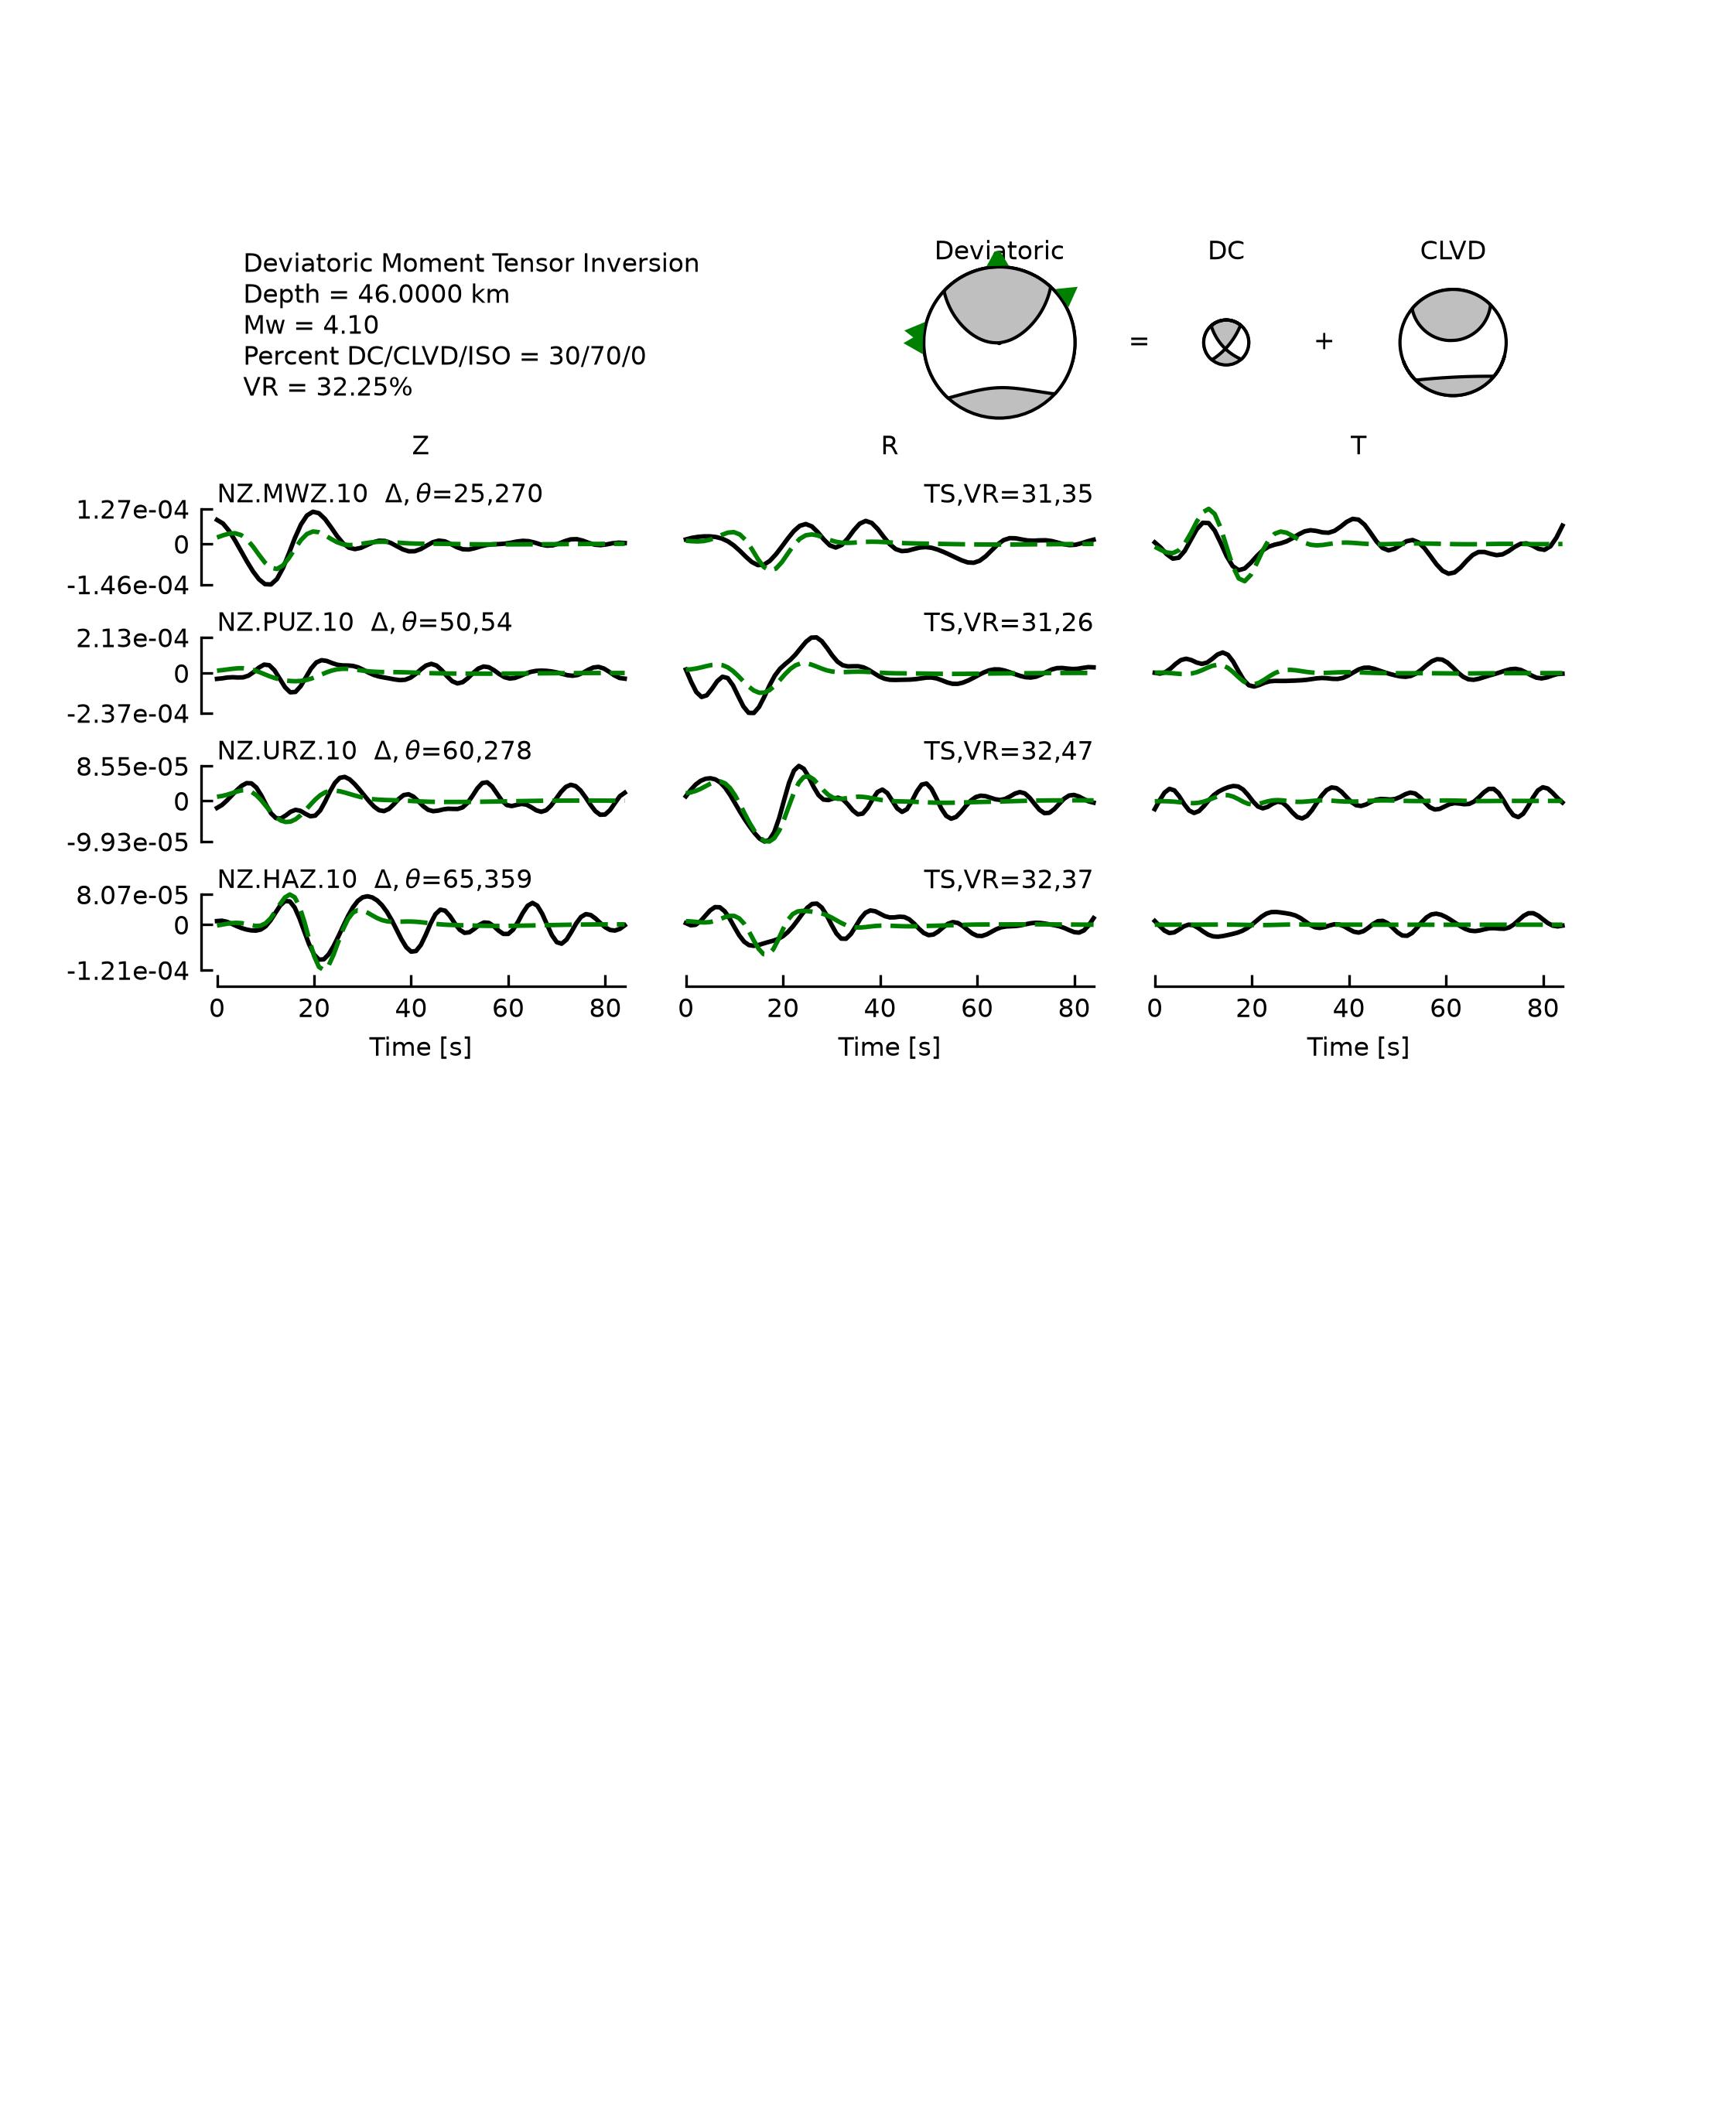 Deviatoric Moment Tensor Inversion
Depth = 46.0000 km
Mw = 4.10
Percent DC/CLVD/ISO = 30/70/0
VR = 32.25%
Deviatoric DC CLVD
= +
Z R T
NZ.MWZ.10 Δ, θ=25,270 TS,VR=31,35
1.27e-04
0
-1.46e-04
NZ.PUZ.10 Δ, θ=50,54 TS,VR=31,26
2.13e-04
0
-2.37e-04
NZ.URZ.10 Δ, θ=60,278 TS,VR=32,47
8.55e-05
0
-9.93e-05
NZ.HAZ.10 Δ, θ=65,359 TS,VR=32,37
8.07e-05
0
-1.21e-04
0 20 40 60 80 0 20 40 60 80 0 20 40 60 80
Time [s] Time [s] Time [s]